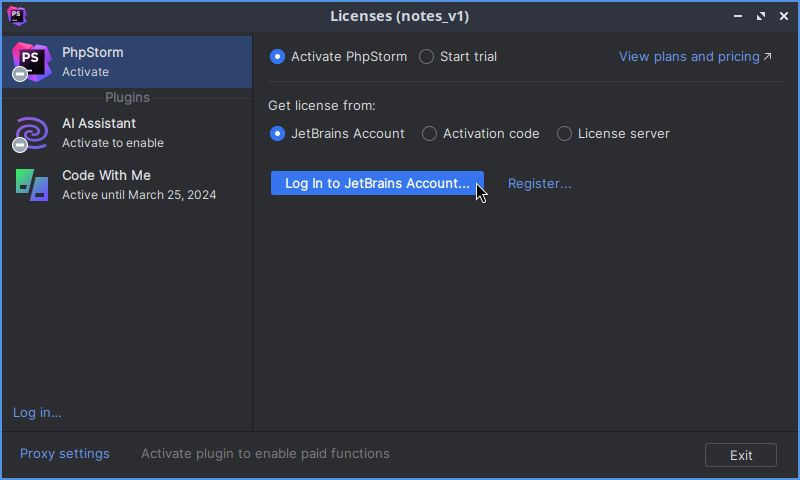 Licenses (notes_v1)
PS
PhpStorm
Activate
Plugins
AI Assistant
Activate to enable
Code With Me
Active until March 25, 2024
Log in...
Activate PhpStorm Start trial View plans and pricing ↗
Get license from:
JetBrains Account Activation code License server
Log In to JetBrains Account... Register...
Proxy settings Activate plugin to enable paid functions Exit